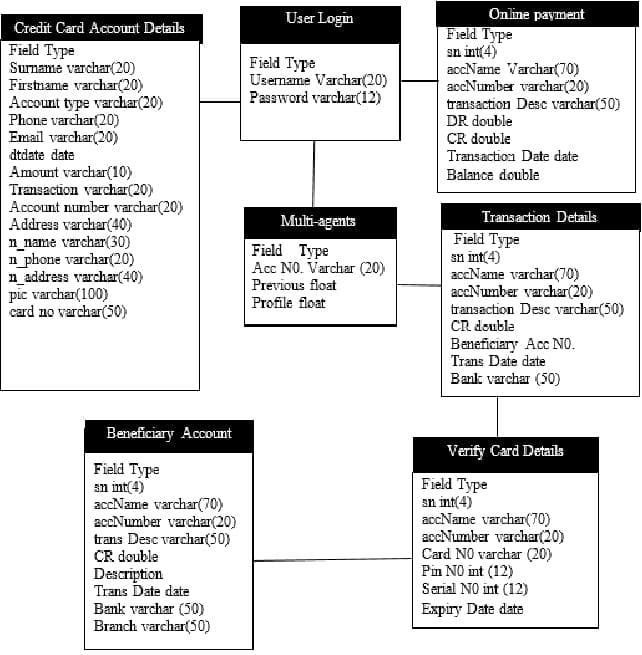 Credit Card Account Details
Field Type
Surname varchar(20)
Firstname varchar(20)
Account type varchar(20)
Phone varchar(20)
Email varchar(20)
dtdate date
Amount varchar(10)
Transaction varchar(20)
Account number varchar(20)
Address varchar(40)
n_name varchar(30)
n_phone varchar(20)
n_address varchar(40)
pic varchar(100)
card no varchar(50)
User Login
Field Type
Username Varchar(20)
Password varchar(12)
Online payment
Field Type
sn int(4)
accName Varchar(70)
accNumber varchar(20)
transaction Desc varchar(50)
DR double
CR double
Transaction Date date
Balance double
Multi-agents
Field Type
Acc N0. Varchar (20)
Previous float
Profile float
Transaction Details
Field Type
sn int(4)
accName varchar(70)
accNumber varchar(20)
transaction Desc varchar(50)
CR double
Beneficiary Acc N0.
Trans Date date
Bank varchar (50)
Beneficiary Account
Field Type
sn int(4)
accName varchar(70)
accNumber varchar(20)
trans Desc varchar(50)
CR double
Description
Trans Date date
Bank varchar (50)
Branch varchar(50)
Verify Card Details
Field Type
sn int(4)
accName varchar(70)
accNumber varchar(20)
Card N0 varchar (20)
Pin N0 int (12)
Serial N0 int (12)
Expiry Date date